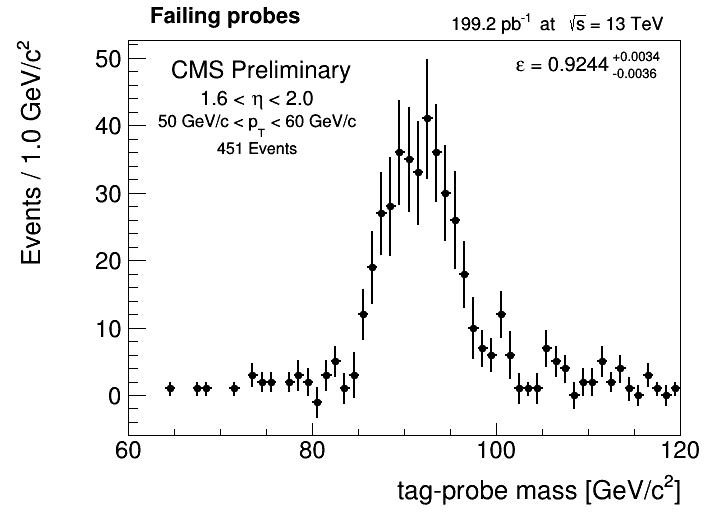 Failing probes
199.2 pb⁻¹ at √s = 13 TeV
CMS Preliminary
1.6 < η < 2.0
50 GeV/c < p_T < 60 GeV/c
451 Events
ε = 0.9244 +0.0034 -0.0036
Events / 1.0 GeV/c²
50
40
30
20
10
0
60 80 100 120
tag-probe mass [GeV/c²]